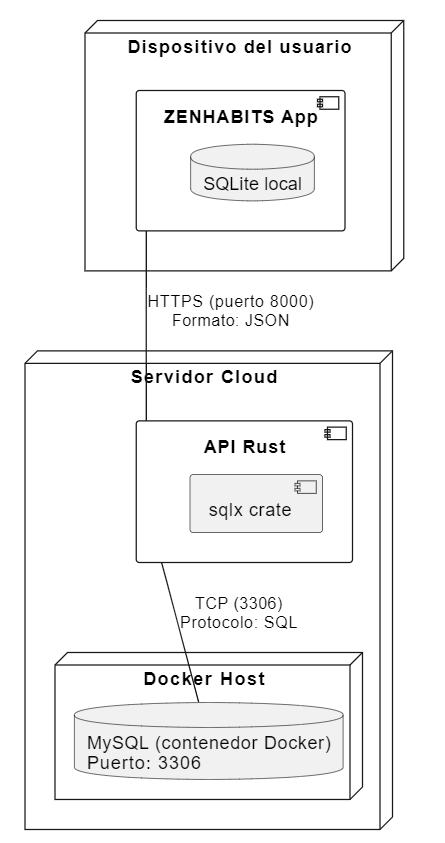 Dispositivo del usuario
ZENHABITS App
SQLite local
HTTPS (puerto 8000)
Formato: JSON
Servidor Cloud
API Rust
sqlx crate
TCP (3306)
Protocolo: SQL
Docker Host
MySQL (contenedor Docker)
Puerto: 3306